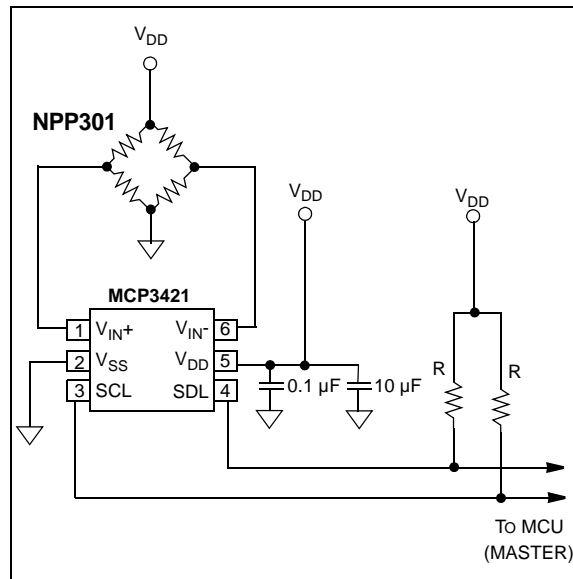 VDD
NPP301
VDD
VDD
MCP3421
1 VIN+ VIN- 6
2 VSS VDD 5
3 SCL SDL 4
0.1 µF 10 µF
R R
TO MCU
(MASTER)